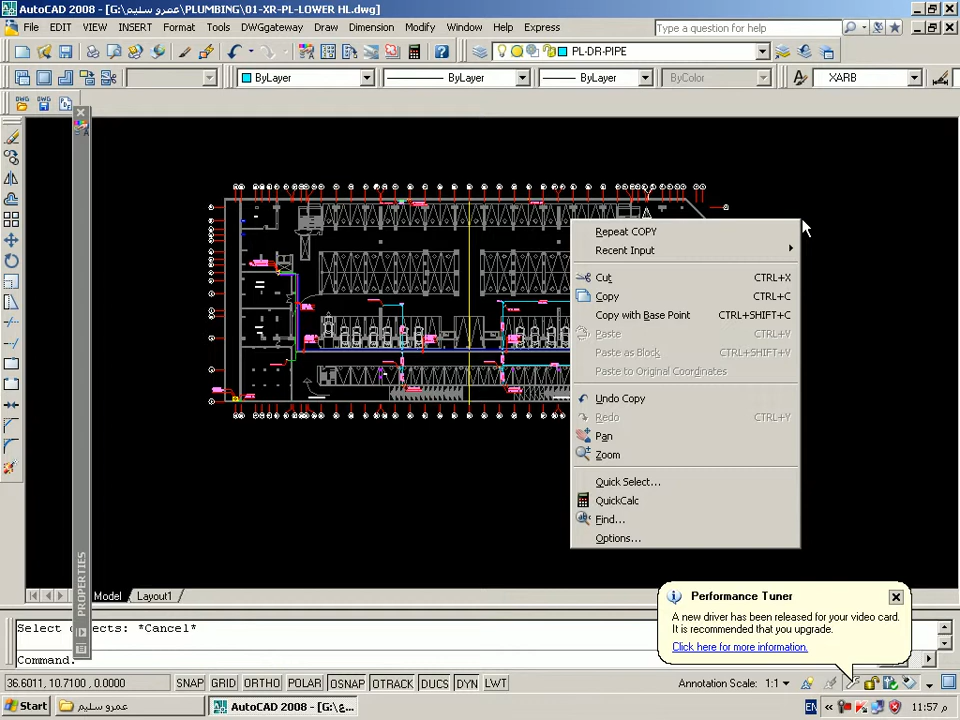 AutoCAD 2008 - [G:\عمرو سليم\PLUMBING\01-XR-PL-LOWER HL.dwg]
File EDIT VIEW INSERT Format Tools DWGgateway Draw Dimension Modify Window Help Express Type a question for help
PL-DR-PIPE
ByLayer ByLayer ByLayer ByColor XARB
DWG DWG
Repeat COPY
Recent Input
Cut CTRL+X
Copy CTRL+C
Copy with Base Point CTRL+SHIFT+C
Paste CTRL+V
Paste as Block CTRL+SHIFT+V
Paste to Original Coordinates
Undo Copy
Redo CTRL+Y
Pan
Zoom
Quick Select...
QuickCalc
Find...
Options...
PROPERTIES
Model Layout1
Performance Tuner
A new driver has been released for your video card.
It is recommended that you upgrade.
Click here for more information.
Select objects: *Cancel*
Command:
36.6011, 10.7100 , 0.0000 SNAP GRID ORTHO POLAR OSNAP OTRACK DUCS DYN LWT Annotation Scale: 1:1
Start عمرو سليم AutoCAD 2008 - [G:\ع... EN 11:57 م